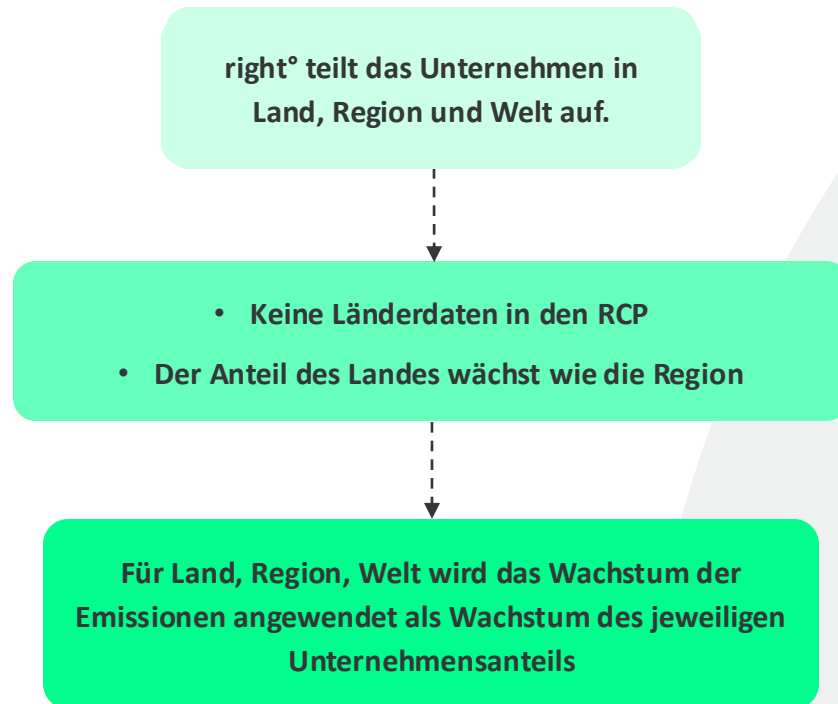 right° teilt das Unternehmen in
Land, Region und Welt auf.
• Keine Länderdaten in den RCP
• Der Anteil des Landes wächst wie die Region
Für Land, Region, Welt wird das Wachstum der
Emissionen angewendet als Wachstum des jeweiligen
Unternehmensanteils